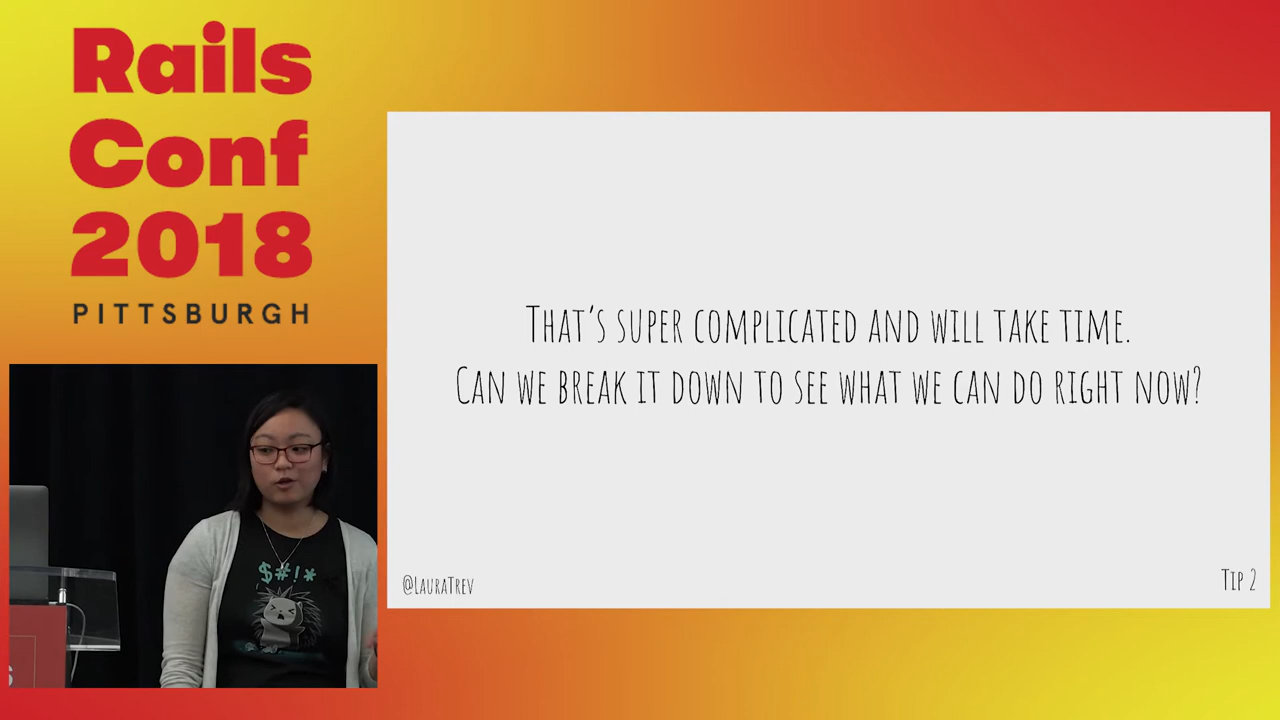 Rails
Conf
2018
PITTSBURGH
THAT'S SUPER COMPLICATED AND WILL TAKE TIME.
CAN WE BREAK IT DOWN TO SEE WHAT WE CAN DO RIGHT NOW?
@LAURATREV
TIP 2
$#!*
S